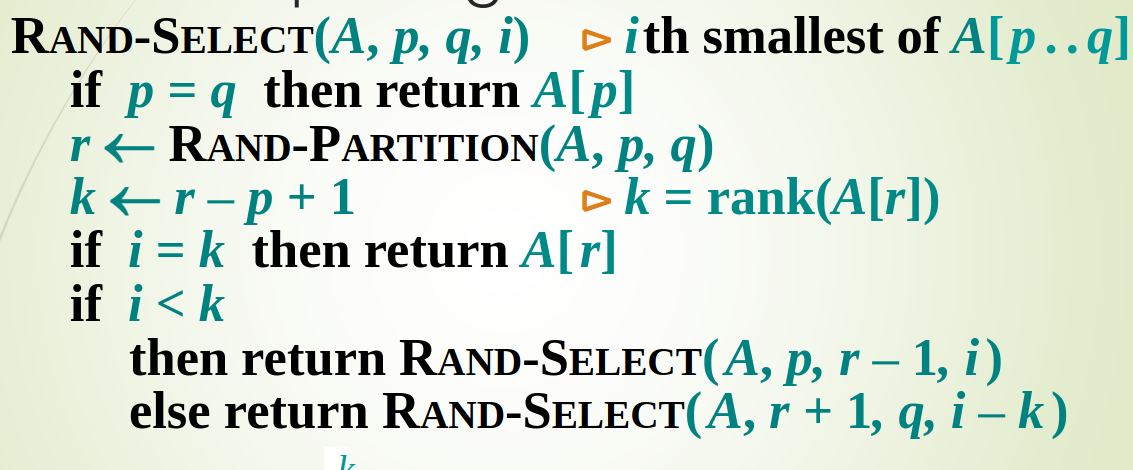 RAND-SELECT(A, p, q, i) ⊳ i th smallest of A[p . . q]
if p = q then return A[p]
r ← RAND-PARTITION(A, p, q)
k ← r – p + 1 ⊳ k = rank(A[r])
if i = k then return A[r]
if i < k
then return RAND-SELECT(A, p, r – 1, i)
else return RAND-SELECT(A, r + 1, q, i – k)
k